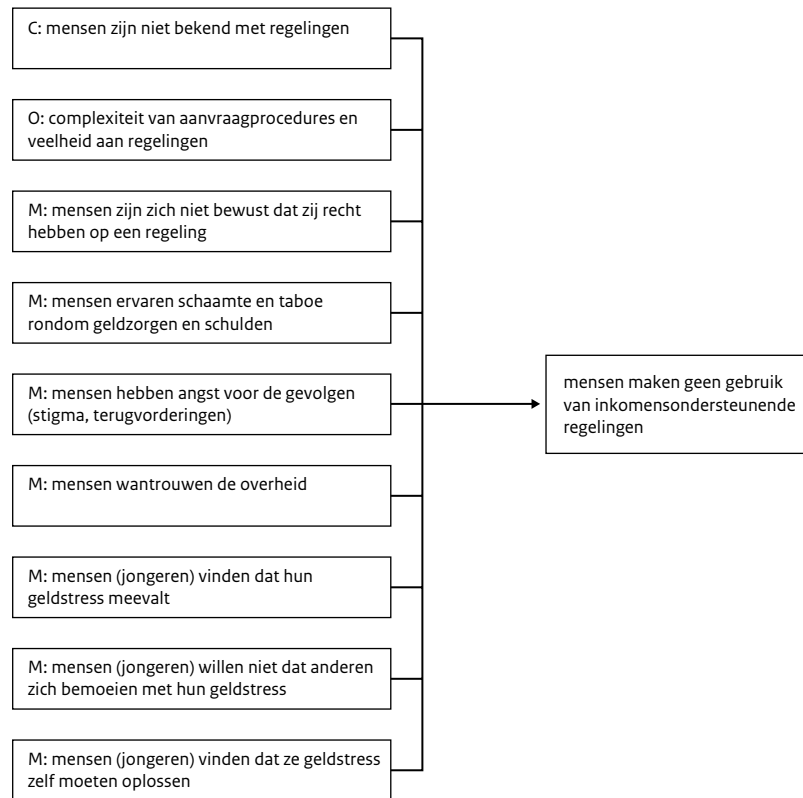 C: mensen zijn niet bekend met regelingen
O: complexiteit van aanvraagprocedures en
veelheid aan regelingen
M: mensen zijn zich niet bewust dat zij recht
hebben op een regeling
M: mensen ervaren schaamte en taboe
rondom geldzorgen en schulden
M: mensen hebben angst voor de gevolgen
(stigma, terugvorderingen)
M: mensen wantrouwen de overheid
M: mensen (jongeren) vinden dat hun
geldstress meevalt
M: mensen (jongeren) willen niet dat anderen
zich bemoeien met hun geldstress
M: mensen (jongeren) vinden dat ze geldstress
zelf moeten oplossen
mensen maken geen gebruik
van inkomensondersteunende
regelingen